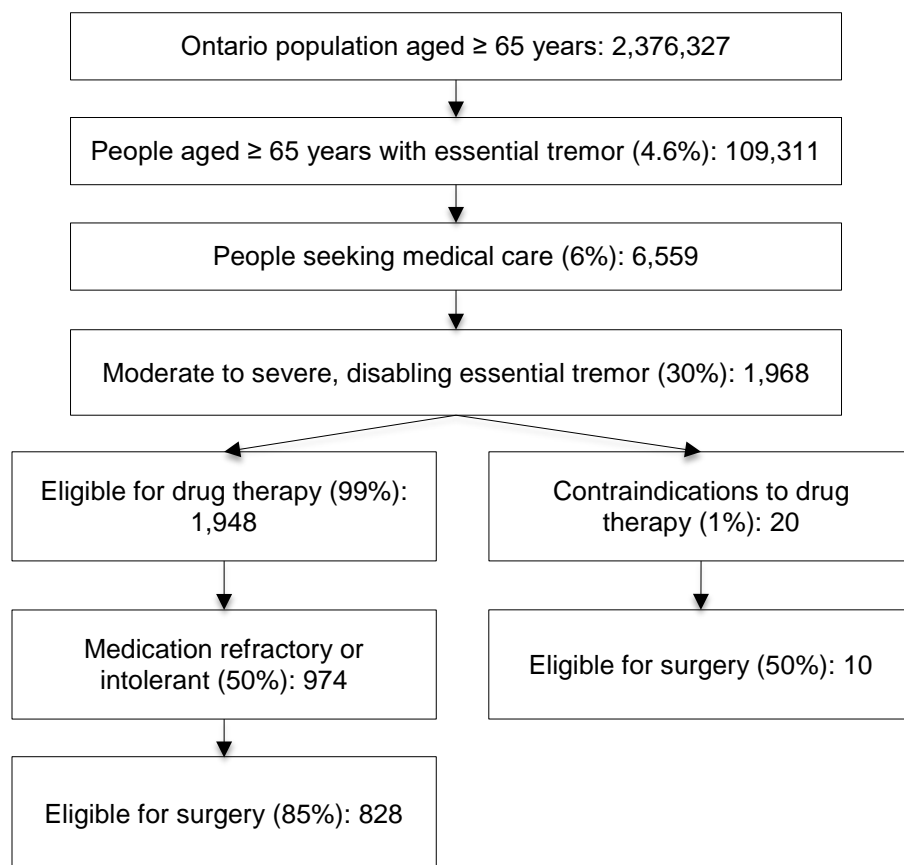 Ontario population aged ≥ 65 years: 2,376,327
People aged ≥ 65 years with essential tremor (4.6%): 109,311
People seeking medical care (6%): 6,559
Moderate to severe, disabling essential tremor (30%): 1,968
Eligible for drug therapy (99%):
1,948
Contraindications to drug
therapy (1%): 20
Medication refractory or
intolerant (50%): 974
Eligible for surgery (50%): 10
Eligible for surgery (85%): 828